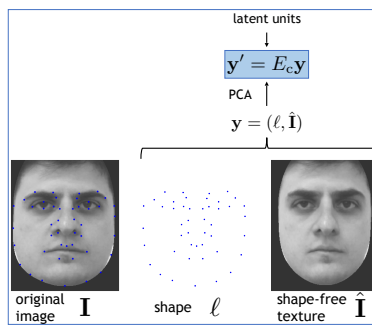 latent units
y′ = E_c y
PCA
y = (ℓ, Î)
original
image I
shape ℓ
shape-free
texture Î